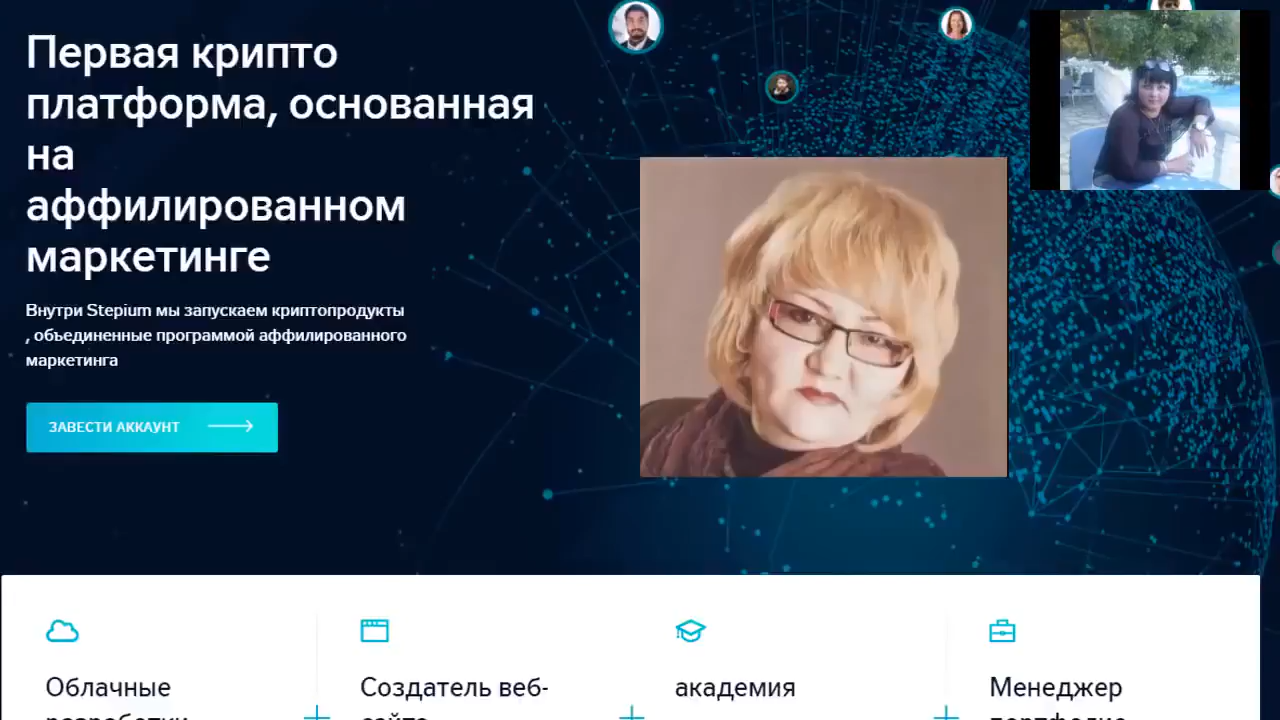 Первая крипто
платформа, основанная
на
аффилированном
маркетинге
Внутри Stepium мы запускаем криптопродукты
, объединенные программой аффилированного
маркетинга
ЗАВЕСТИ АККАУНТ
Облачные
Создатель веб-
академия
Менеджер